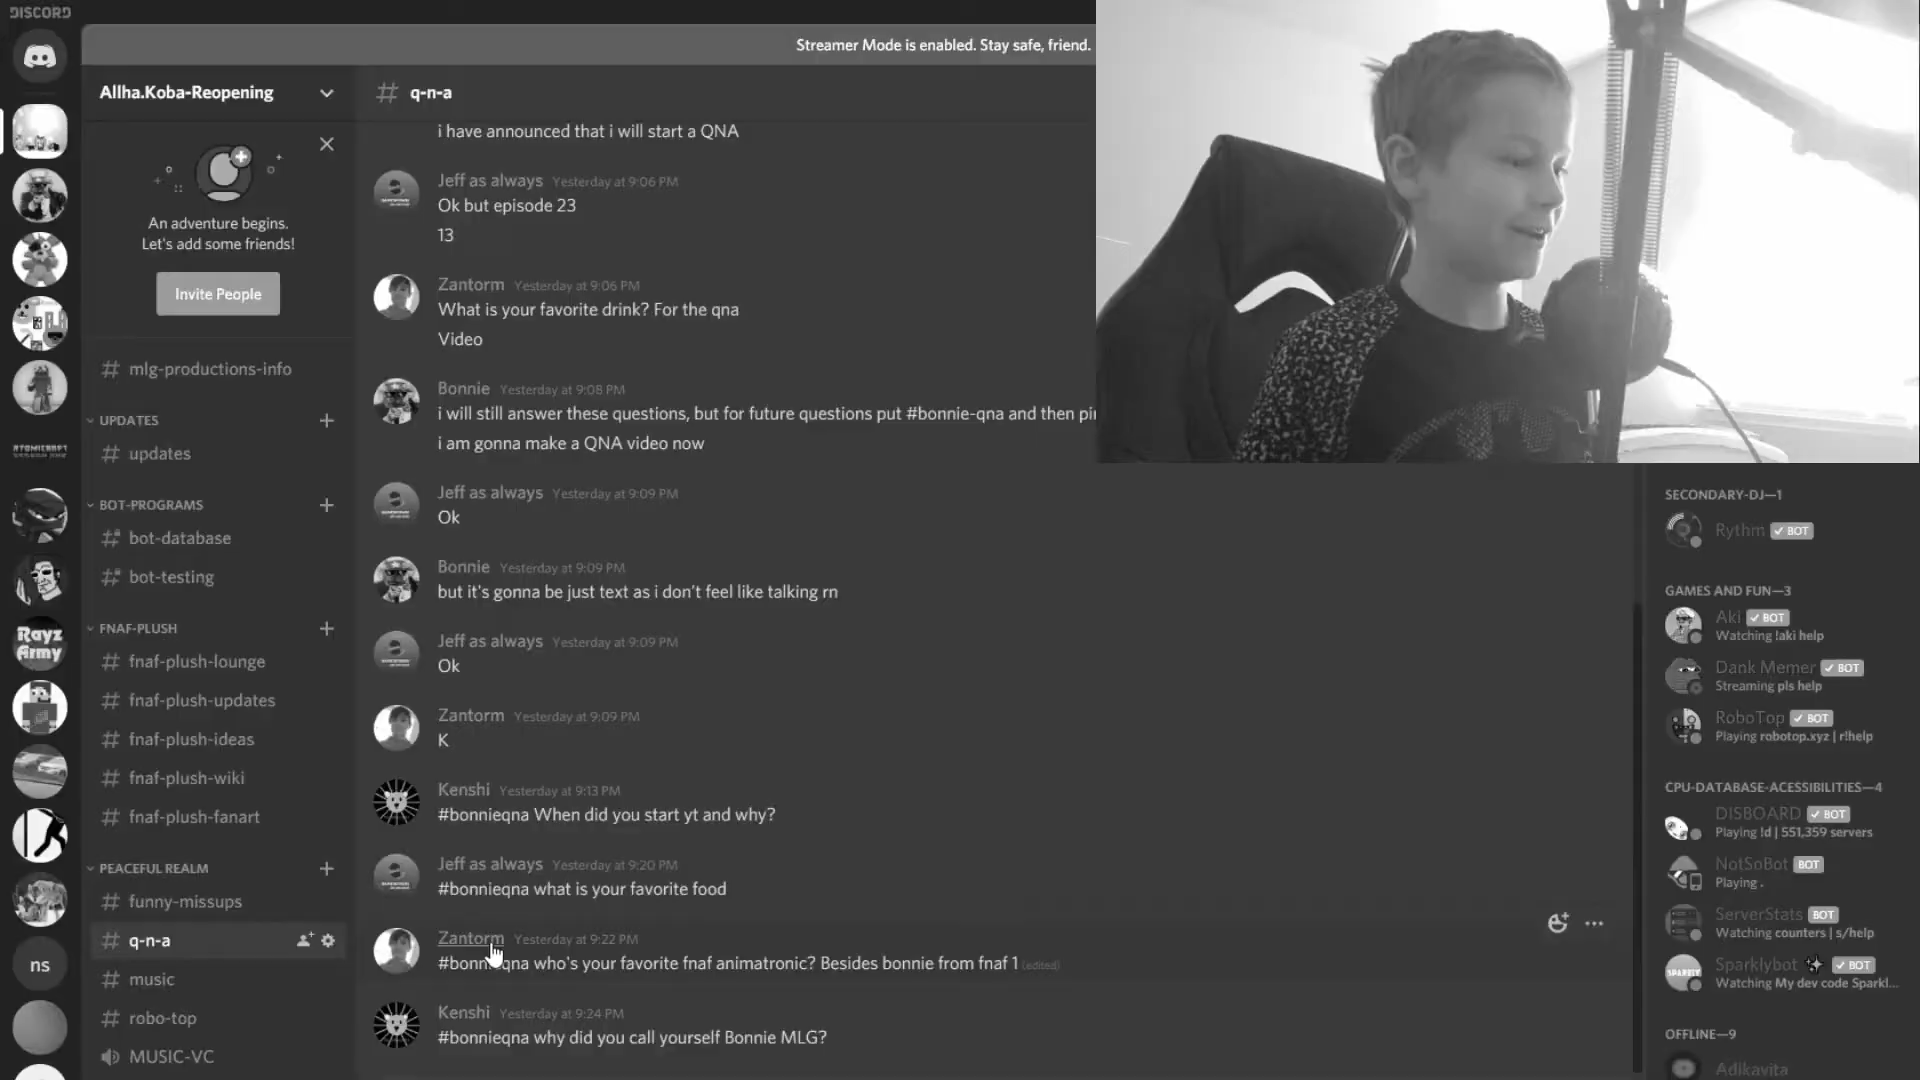 DISCORD
Streamer Mode is enabled. Stay safe, friend.
Allha.Koba-Reopening
# q-n-a
An adventure begins.
Let's add some friends!
Invite People
# mlg-productions-info
UPDATES
# updates
BOT-PROGRAMS
# bot-database
# bot-testing
FNAF-PLUSH
# fnaf-plush-lounge
# fnaf-plush-updates
# fnaf-plush-ideas
# fnaf-plush-wiki
# fnaf-plush-fanart
PEACEFUL REALM
# funny-missups
# q-n-a
# music
# robo-top
MUSIC-VC
Rayz
Army
ns
i have announced that i will start a QNA
Jeff as always Yesterday at 9:06 PM
Ok but episode 23
13
Zantorm Yesterday at 9:06 PM
What is your favorite drink? For the qna
Video
Bonnie Yesterday at 9:08 PM
i will still answer these questions, but for future questions put #bonnie-qna and then
i am gonna make a QNA video now
Jeff as always Yesterday at 9:09 PM
Ok
Bonnie Yesterday at 9:09 PM
but it's gonna be just text as i don't feel like talking rn
Jeff as always Yesterday at 9:09 PM
Ok
Zantorm Yesterday at 9:09 PM
K
Kenshi Yesterday at 9:13 PM
#bonnieqna When did you start yt and why?
Jeff as always Yesterday at 9:20 PM
#bonnieqna what is your favorite food
Zantorm Yesterday at 9:22 PM
#bonnieqna who's your favorite fnaf animatronic? Besides bonnie from fnaf 1 (edited)
Kenshi Yesterday at 9:24 PM
#bonnieqna why did you call yourself Bonnie MLG?
SECONDARY-DJ—1
Rythm BOT
GAMES AND FUN—3
Aki BOT
Watching !aki help
Dank Memer BOT
Streaming pls help
RoboTop BOT
Playing robotop.xyz | r!help
CPU-DATABASE-ACESSIBILITIES—4
DISBOARD BOT
Playing !d | 551,359 servers
NotSoBot BOT
Playing .
ServerStats BOT
Watching counters | s/help
Sparklybot BOT
Watching My dev code Sparkl...
OFFLINE—9
Adikavita